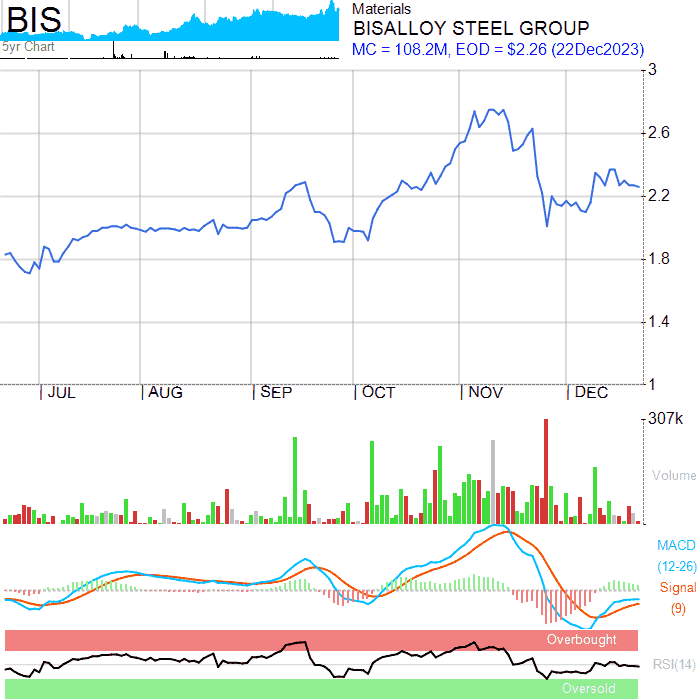 BIS
5yr Chart
Materials
BISALLOY STEEL GROUP
MC = 108.2M, EOD = $2.26 (22Dec2023)
3
2.6
2.2
1.8
1.4
1
JUL AUG SEP OCT NOV DEC
307k
Volume
MACD
(12-26)
Signal
(9)
Overbought
RSI(14)
Oversold